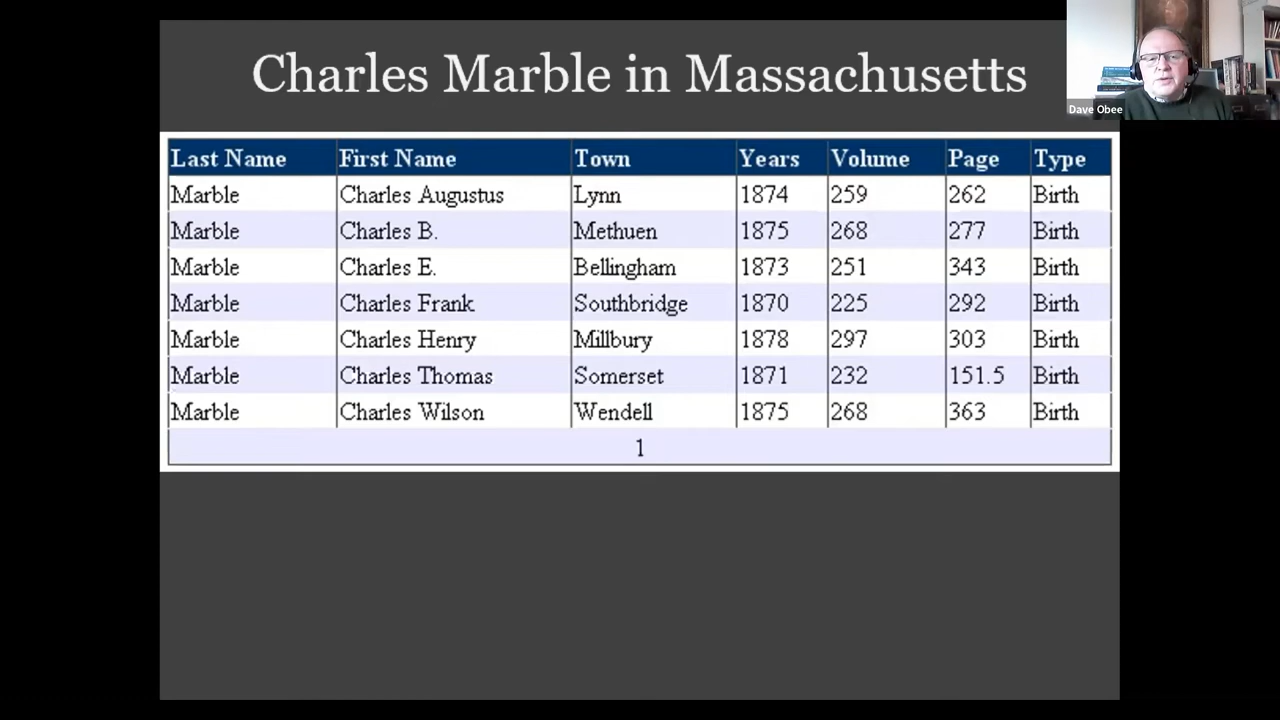 Charles Marble in Massachusetts
Dave Obee
Last Name First Name Town Years Volume Page Type
Marble Charles Augustus Lynn 1874 259 262 Birth
Marble Charles B. Methuen 1875 268 277 Birth
Marble Charles E. Bellingham 1873 251 343 Birth
Marble Charles Frank Southbridge 1870 225 292 Birth
Marble Charles Henry Millbury 1878 297 303 Birth
Marble Charles Thomas Somerset 1871 232 151.5 Birth
Marble Charles Wilson Wendell 1875 268 363 Birth
1